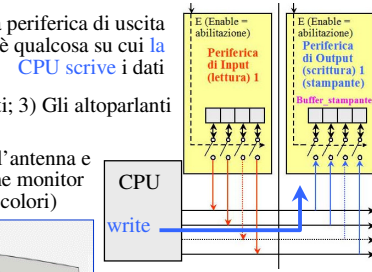 a periferica di uscita
è qualcosa su cui la
CPU scrive i dati
ti; 3) Gli altoparlanti
l'antenna e
ne monitor
colori)
E (Enable =
abilitazione)
Periferica
di Input
(lettura) 1
E (Enable =
abilitazione)
Periferica
di Output
(scrittura) 1
(stampante)
Buffer_stampante
CPU
write